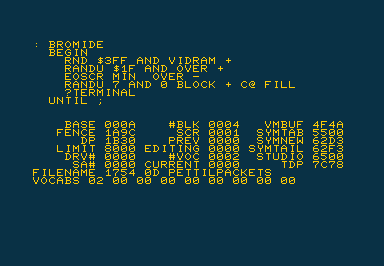 : BROMIDE
BEGIN
RND $3FF AND VIDRAM +
RANDU $1F AND OVER +
EOSCR MIN  OVER -
RANDU 7 AND 0 BLOCK + C@ FILL
?TERMINAL
UNTIL ;
BASE 000A #BLK 0004 VMBUF 4F4A
FENCE 1A9C SCR 0001 SYMTAB 5500
DP 1B30 PREV 0000 SYMNEW 62D3
LIMIT 8000 EDITING 0000 SYMTAIL 62F3
DRV# 0000 #VOC 0002 STUDIO 6500
SA# 0000 CURRENT 0000 TDP 7C78
FILENAME 1754 0D PETTILPACKETS
VOCABS 02 00 00 00 00 00 00 00 00